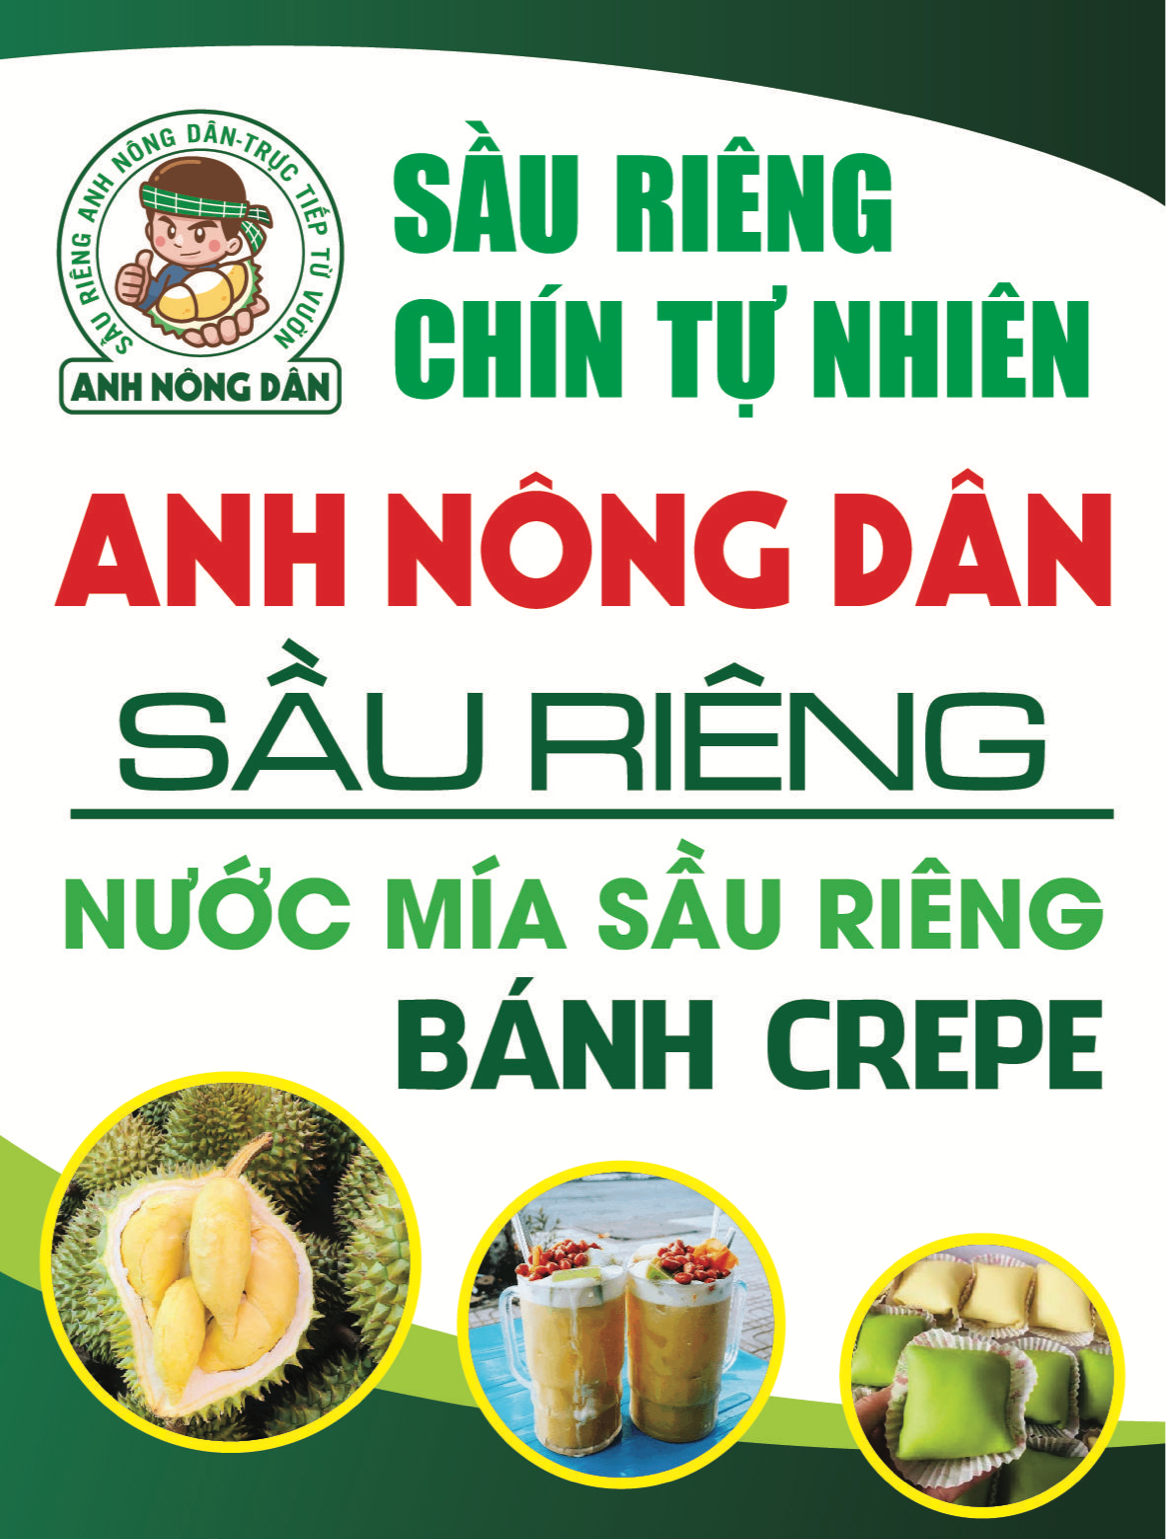 SẦU RIÊNG ANH NÔNG DÂN-TRỰC TIẾP TỪ VƯỜN
ANH NÔNG DÂN
SẦU RIÊNG
CHÍN TỰ NHIÊN
ANH NÔNG DÂN
SẦU RIÊNG
NƯỚC MÍA SẦU RIÊNG
BÁNH CREPE